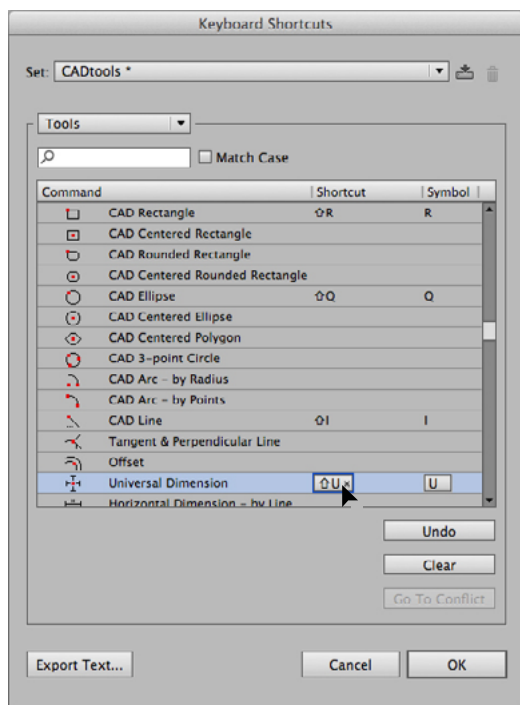 Keyboard Shortcuts
Set: CADtools *
Tools
Match Case
Command Shortcut Symbol
CAD Rectangle ⇧R R
CAD Centered Rectangle
CAD Rounded Rectangle
CAD Centered Rounded Rectangle
CAD Ellipse ⇧Q Q
CAD Centered Ellipse
CAD Centered Polygon
CAD 3-point Circle
CAD Arc - by Radius
CAD Arc - by Points
CAD Line ⇧I I
Tangent & Perpendicular Line
Offset
Universal Dimension ⇧U× U
Horizontal Dimension - by Line
Undo
Clear
Go To Conflict
Export Text... Cancel OK